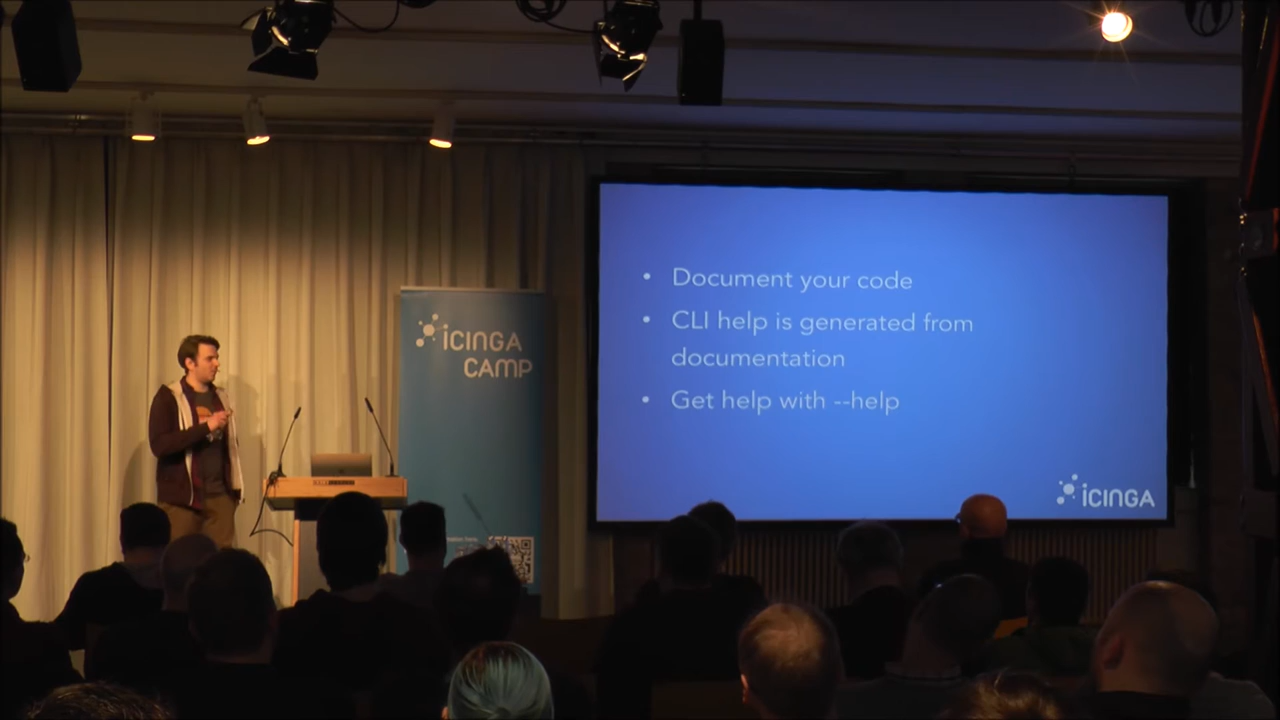 iCINGA
CAMP
• Document your code
• CLI help is generated from
documentation
• Get help with --help
iCINGA